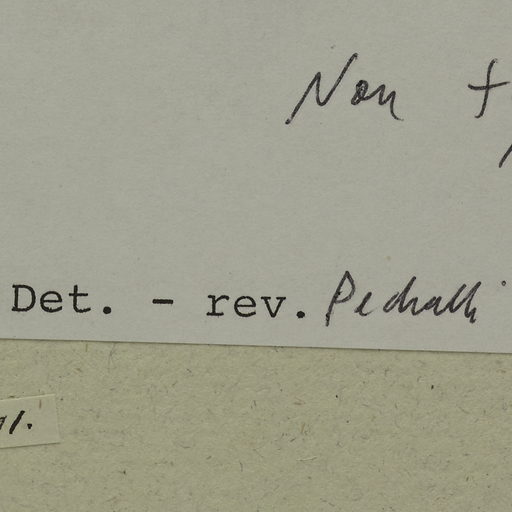 Non
Det. - rev. Pedralli